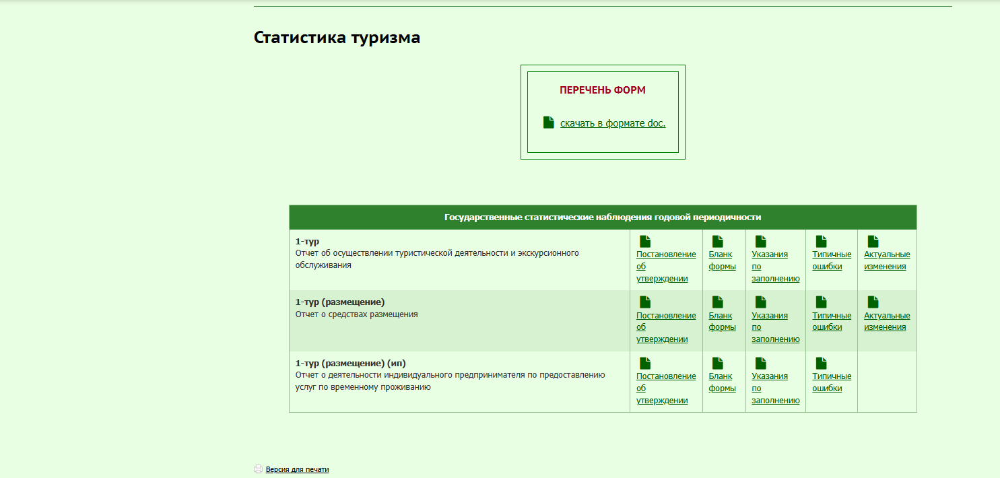 Статистика туризма
ПЕРЕЧЕНЬ ФОРМ
скачать в формате doc.
Государственные статистические наблюдения годовой периодичности
1-тур
Отчет об осуществлении туристической деятельности и экскурсионного
обслуживания
Постановление
об
утверждении
Бланк
формы
Указания
по
заполнению
Типичные
ошибки
Актуальные
изменения
1-тур (размещение)
Отчет о средствах размещения
Постановление
об
утверждении
Бланк
формы
Указания
по
заполнению
Типичные
ошибки
Актуальные
изменения
1-тур (размещение) (ип)
Отчет о деятельности индивидуального предпринимателя по предоставлению
услуг по временному проживанию
Постановление
об
утверждении
Бланк
формы
Указания
по
заполнению
Типичные
ошибки
Версия для печати